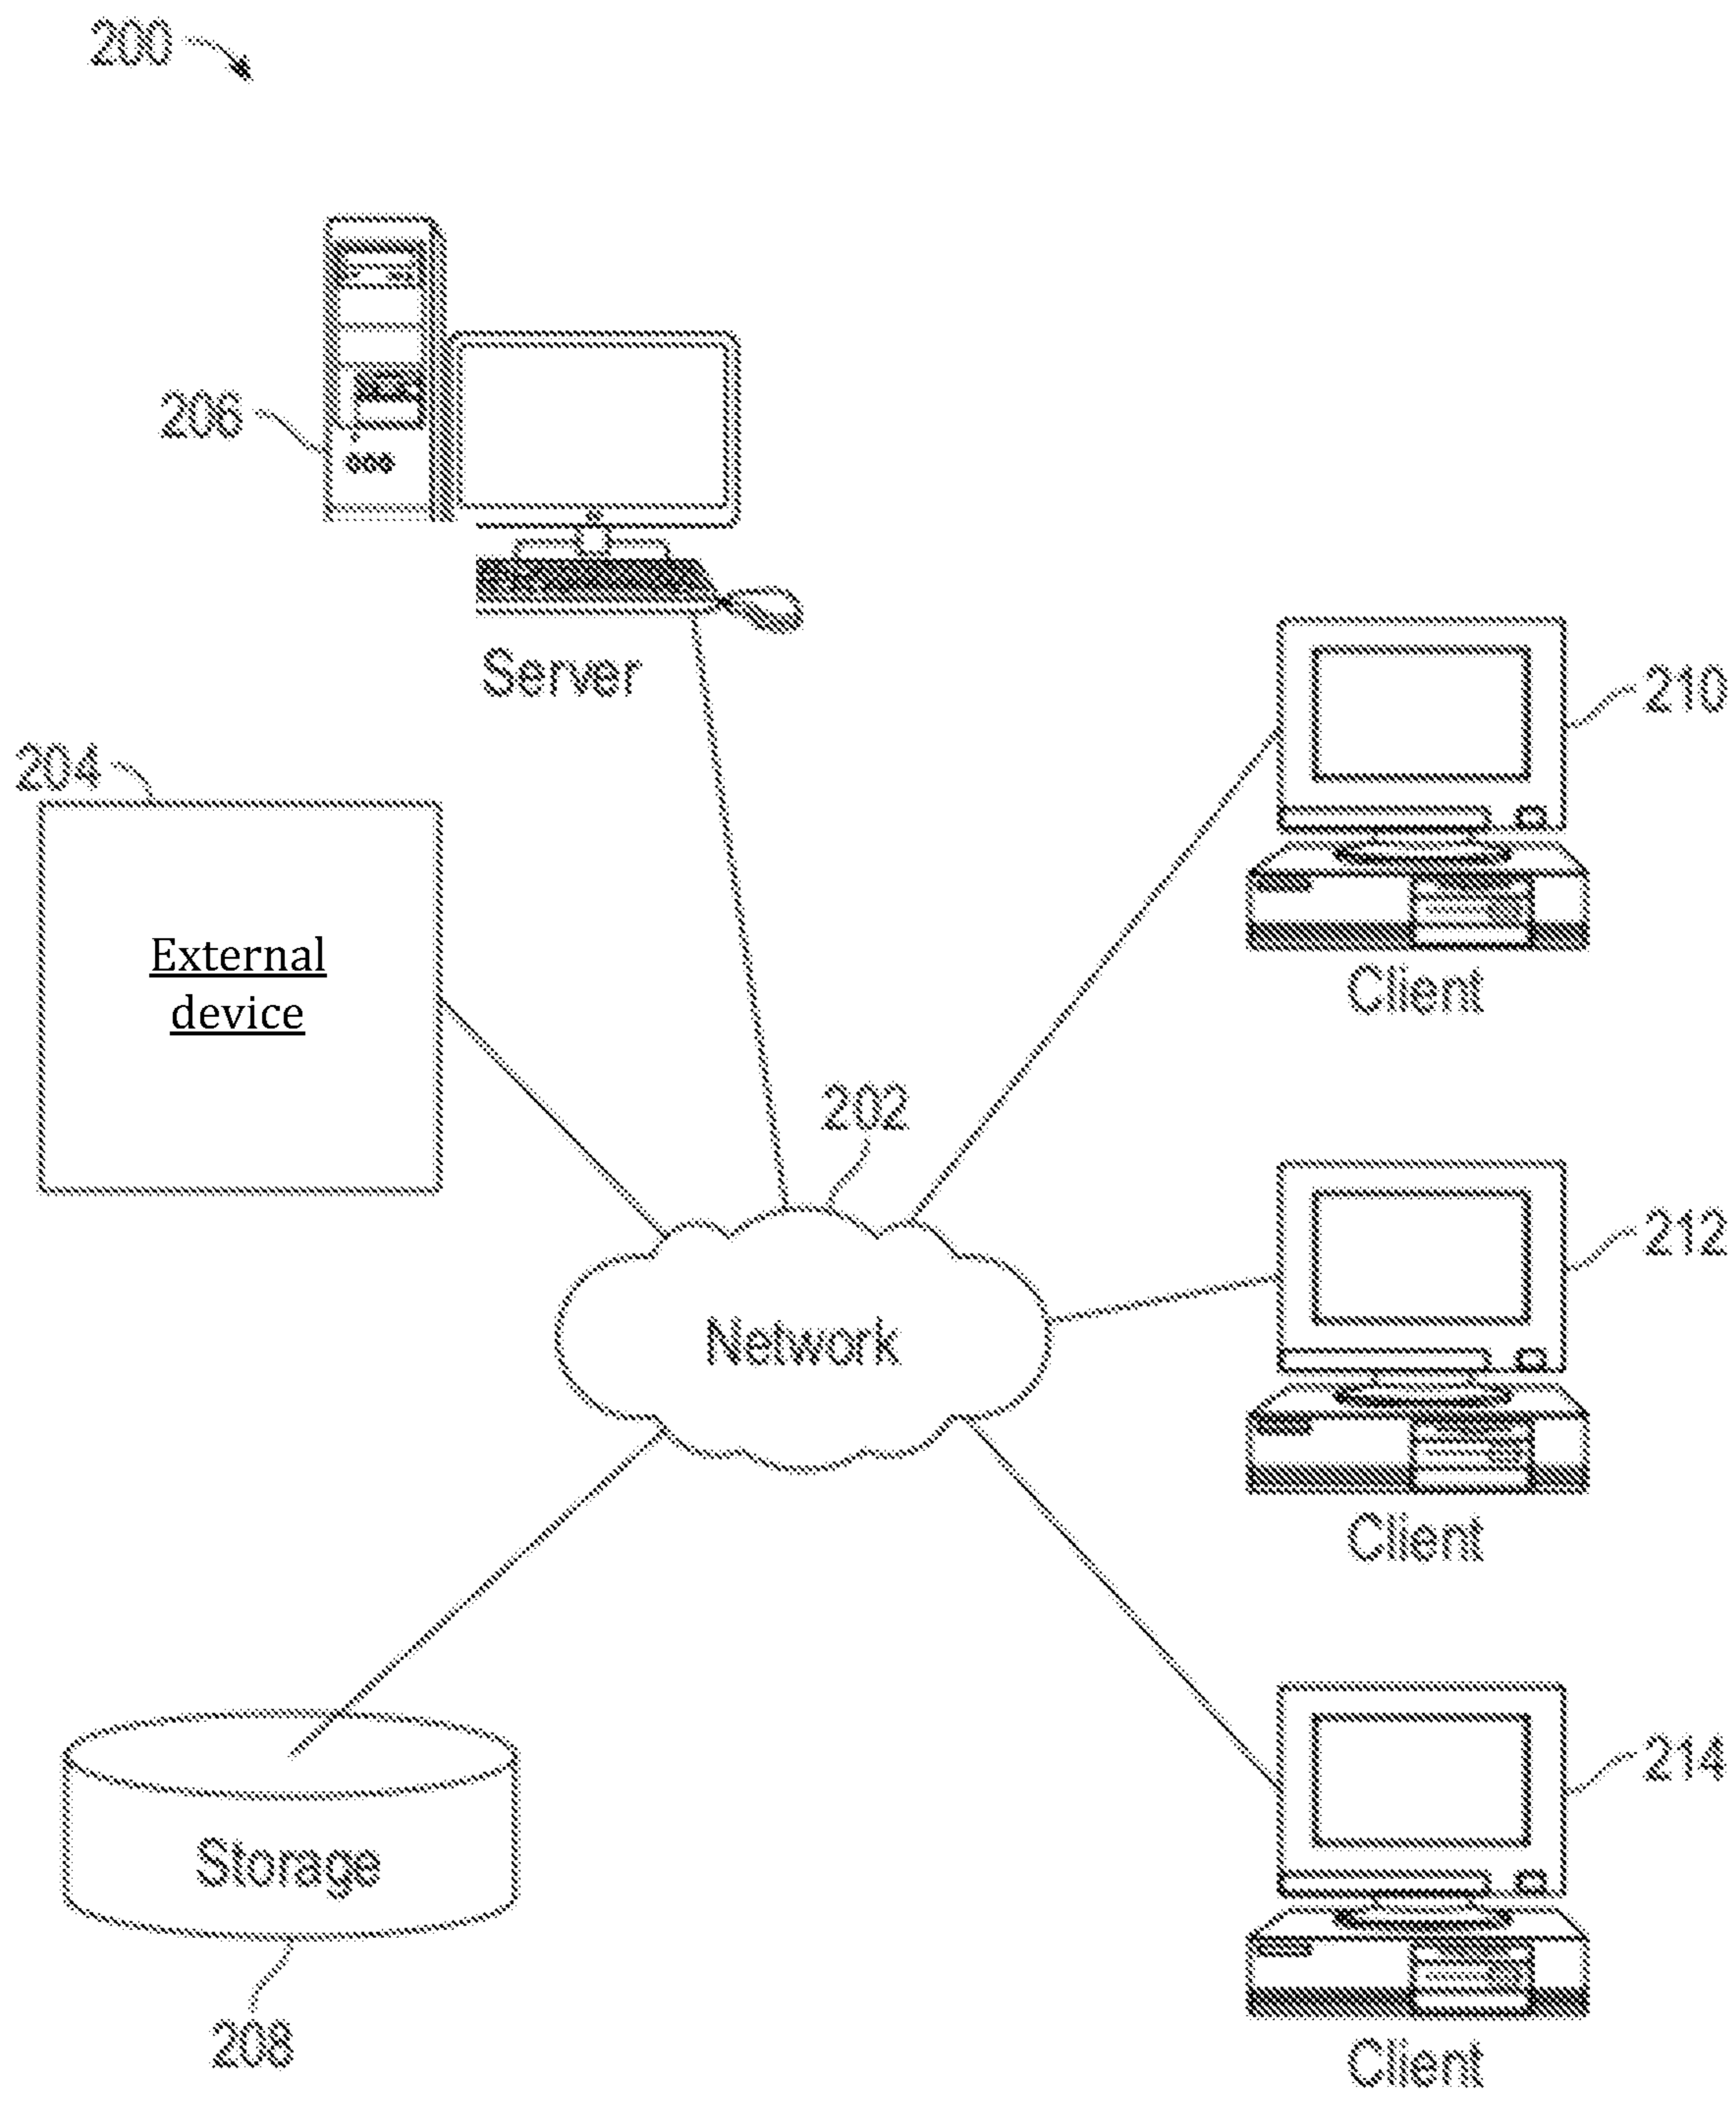 200
206
Server
210
204
External
device
Client
202
212
Network
Client
214
Storage
208
Client